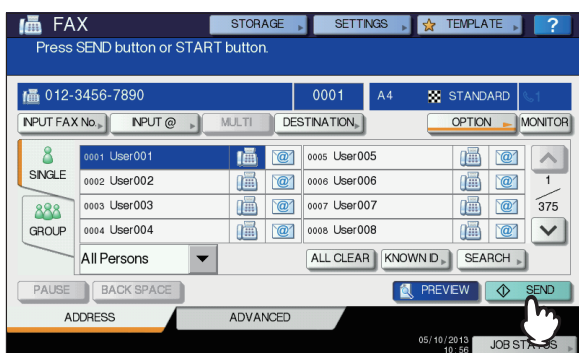 FAX STORAGE SETTINGS TEMPLATE ?
Press SEND button or START button.
012-3456-7890 0001 A4 STANDARD 1
INPUT FAX No. INPUT @ MULTI DESTINATION OPTION MONITOR
SINGLE
0001 User001 @ 0005 User005 @
0002 User002 @ 0006 User006 @
1
375
GROUP
0003 User003 @ 0007 User007 @
0004 User004 @ 0008 User008 @
All Persons ALL CLEAR KNOWN ID SEARCH
PAUSE BACK SPACE PREVIEW SEND
ADDRESS ADVANCED
05/10/2013
10:56 JOB STATUS